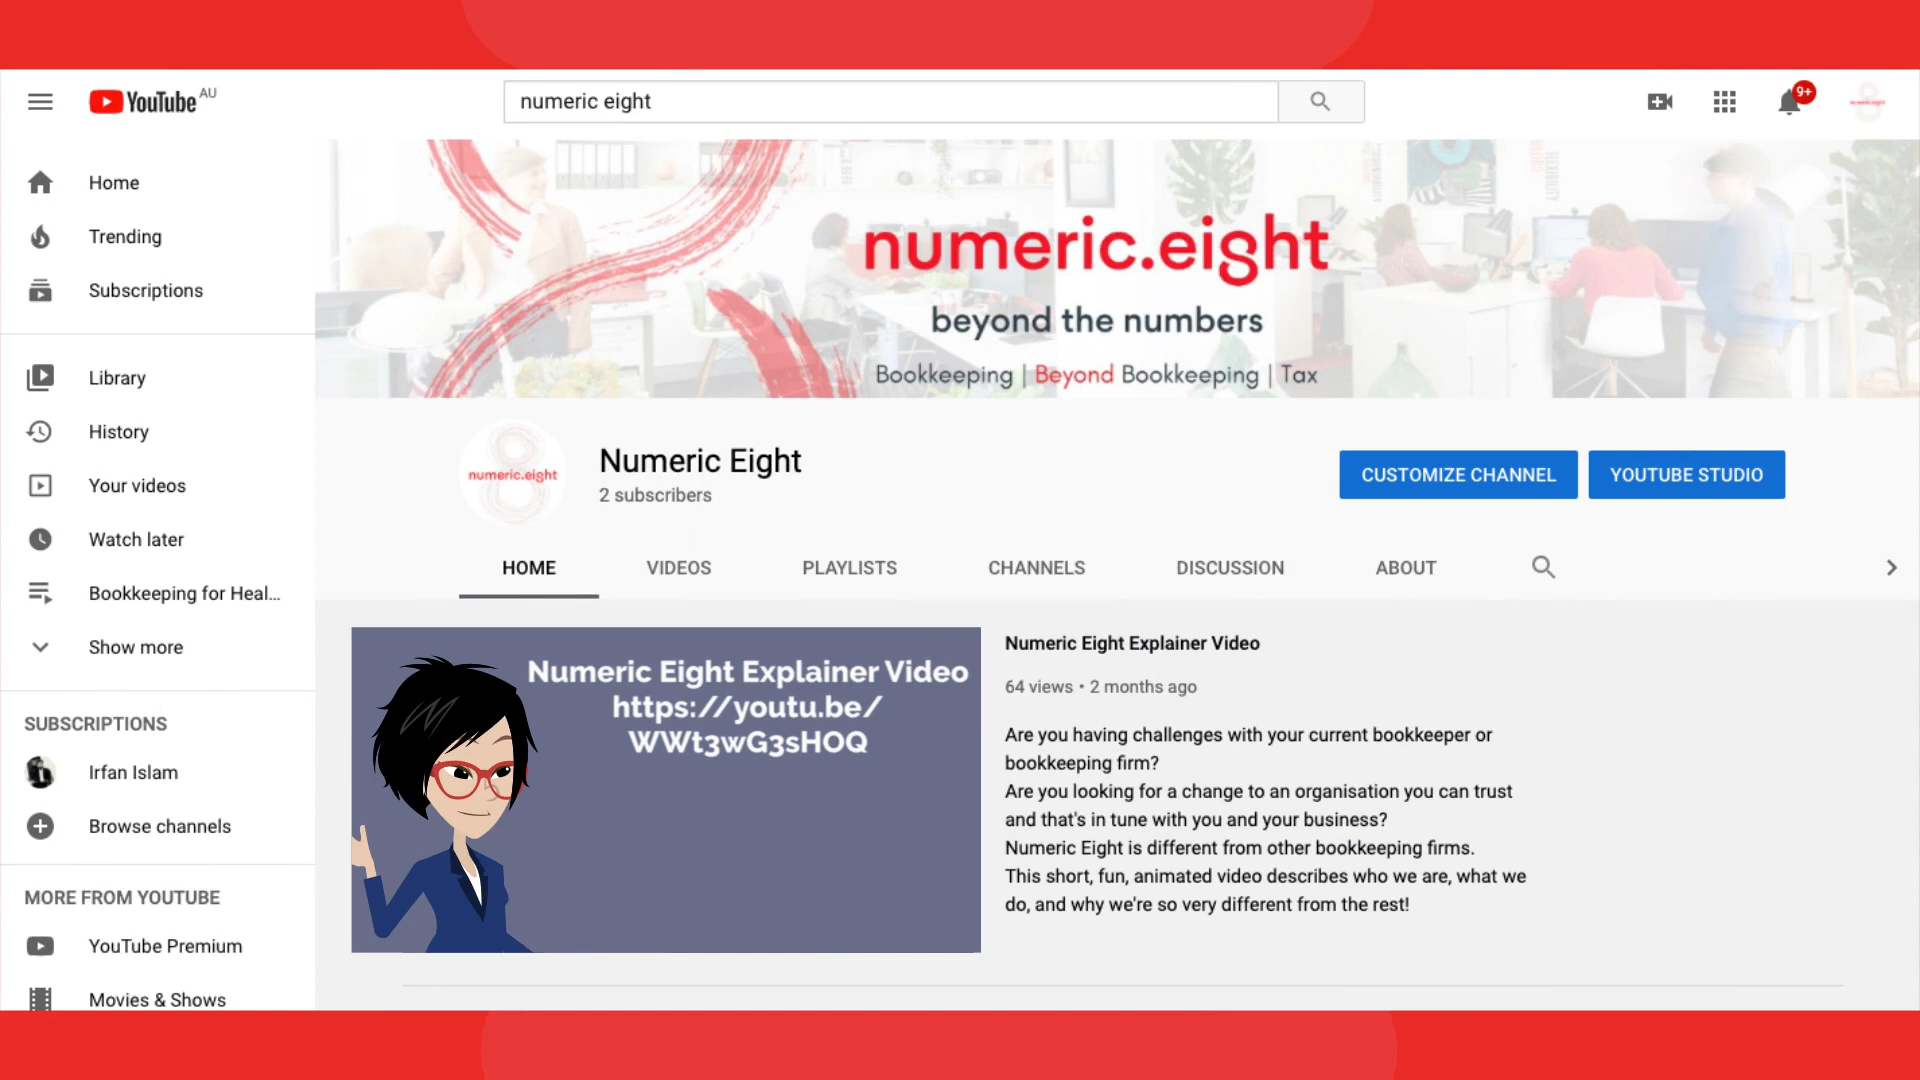 YouTube AU
numeric eight
9+
Home
Trending
Subscriptions
Library
History
Your videos
Watch later
Bookkeeping for Heal...
Show more
SUBSCRIPTIONS
Irfan Islam
Browse channels
MORE FROM YOUTUBE
YouTube Premium
Movies & Shows
numeric.eight
beyond the numbers
Bookkeeping | Beyond Bookkeeping | Tax
numeric.eight
Numeric Eight
2 subscribers
CUSTOMIZE CHANNEL
YOUTUBE STUDIO
HOME
VIDEOS
PLAYLISTS
CHANNELS
DISCUSSION
ABOUT
Numeric Eight Explainer Video
https://youtu.be/
WWt3wG3sHOQ
Numeric Eight Explainer Video
64 views • 2 months ago
Are you having challenges with your current bookkeeper or
bookkeeping firm?
Are you looking for a change to an organisation you can trust
and that's in tune with you and your business?
Numeric Eight is different from other bookkeeping firms.
This short, fun, animated video describes who we are, what we
do, and why we're so very different from the rest!